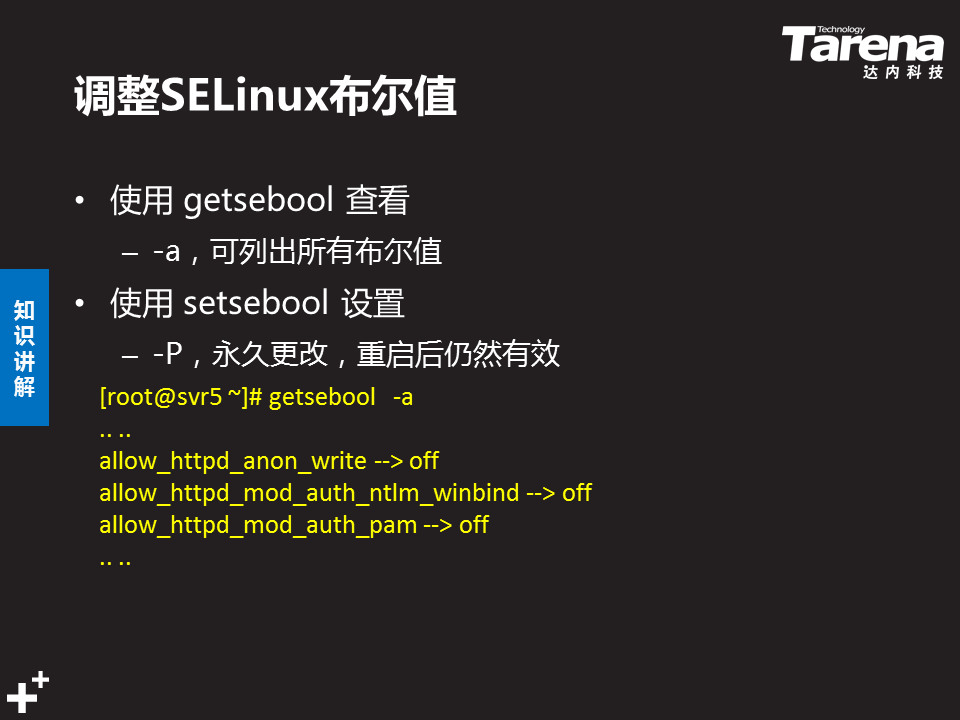 Technology
Tarena
达内科技
调整SELinux布尔值
• 使用 getsebool 查看
– -a，可列出所有布尔值
• 使用 setsebool 设置
– -P，永久更改，重启后仍然有效
知识讲解
[root@svr5 ~]# getsebool -a
.. ..
allow_httpd_anon_write --> off
allow_httpd_mod_auth_ntlm_winbind --> off
allow_httpd_mod_auth_pam --> off
.. ..